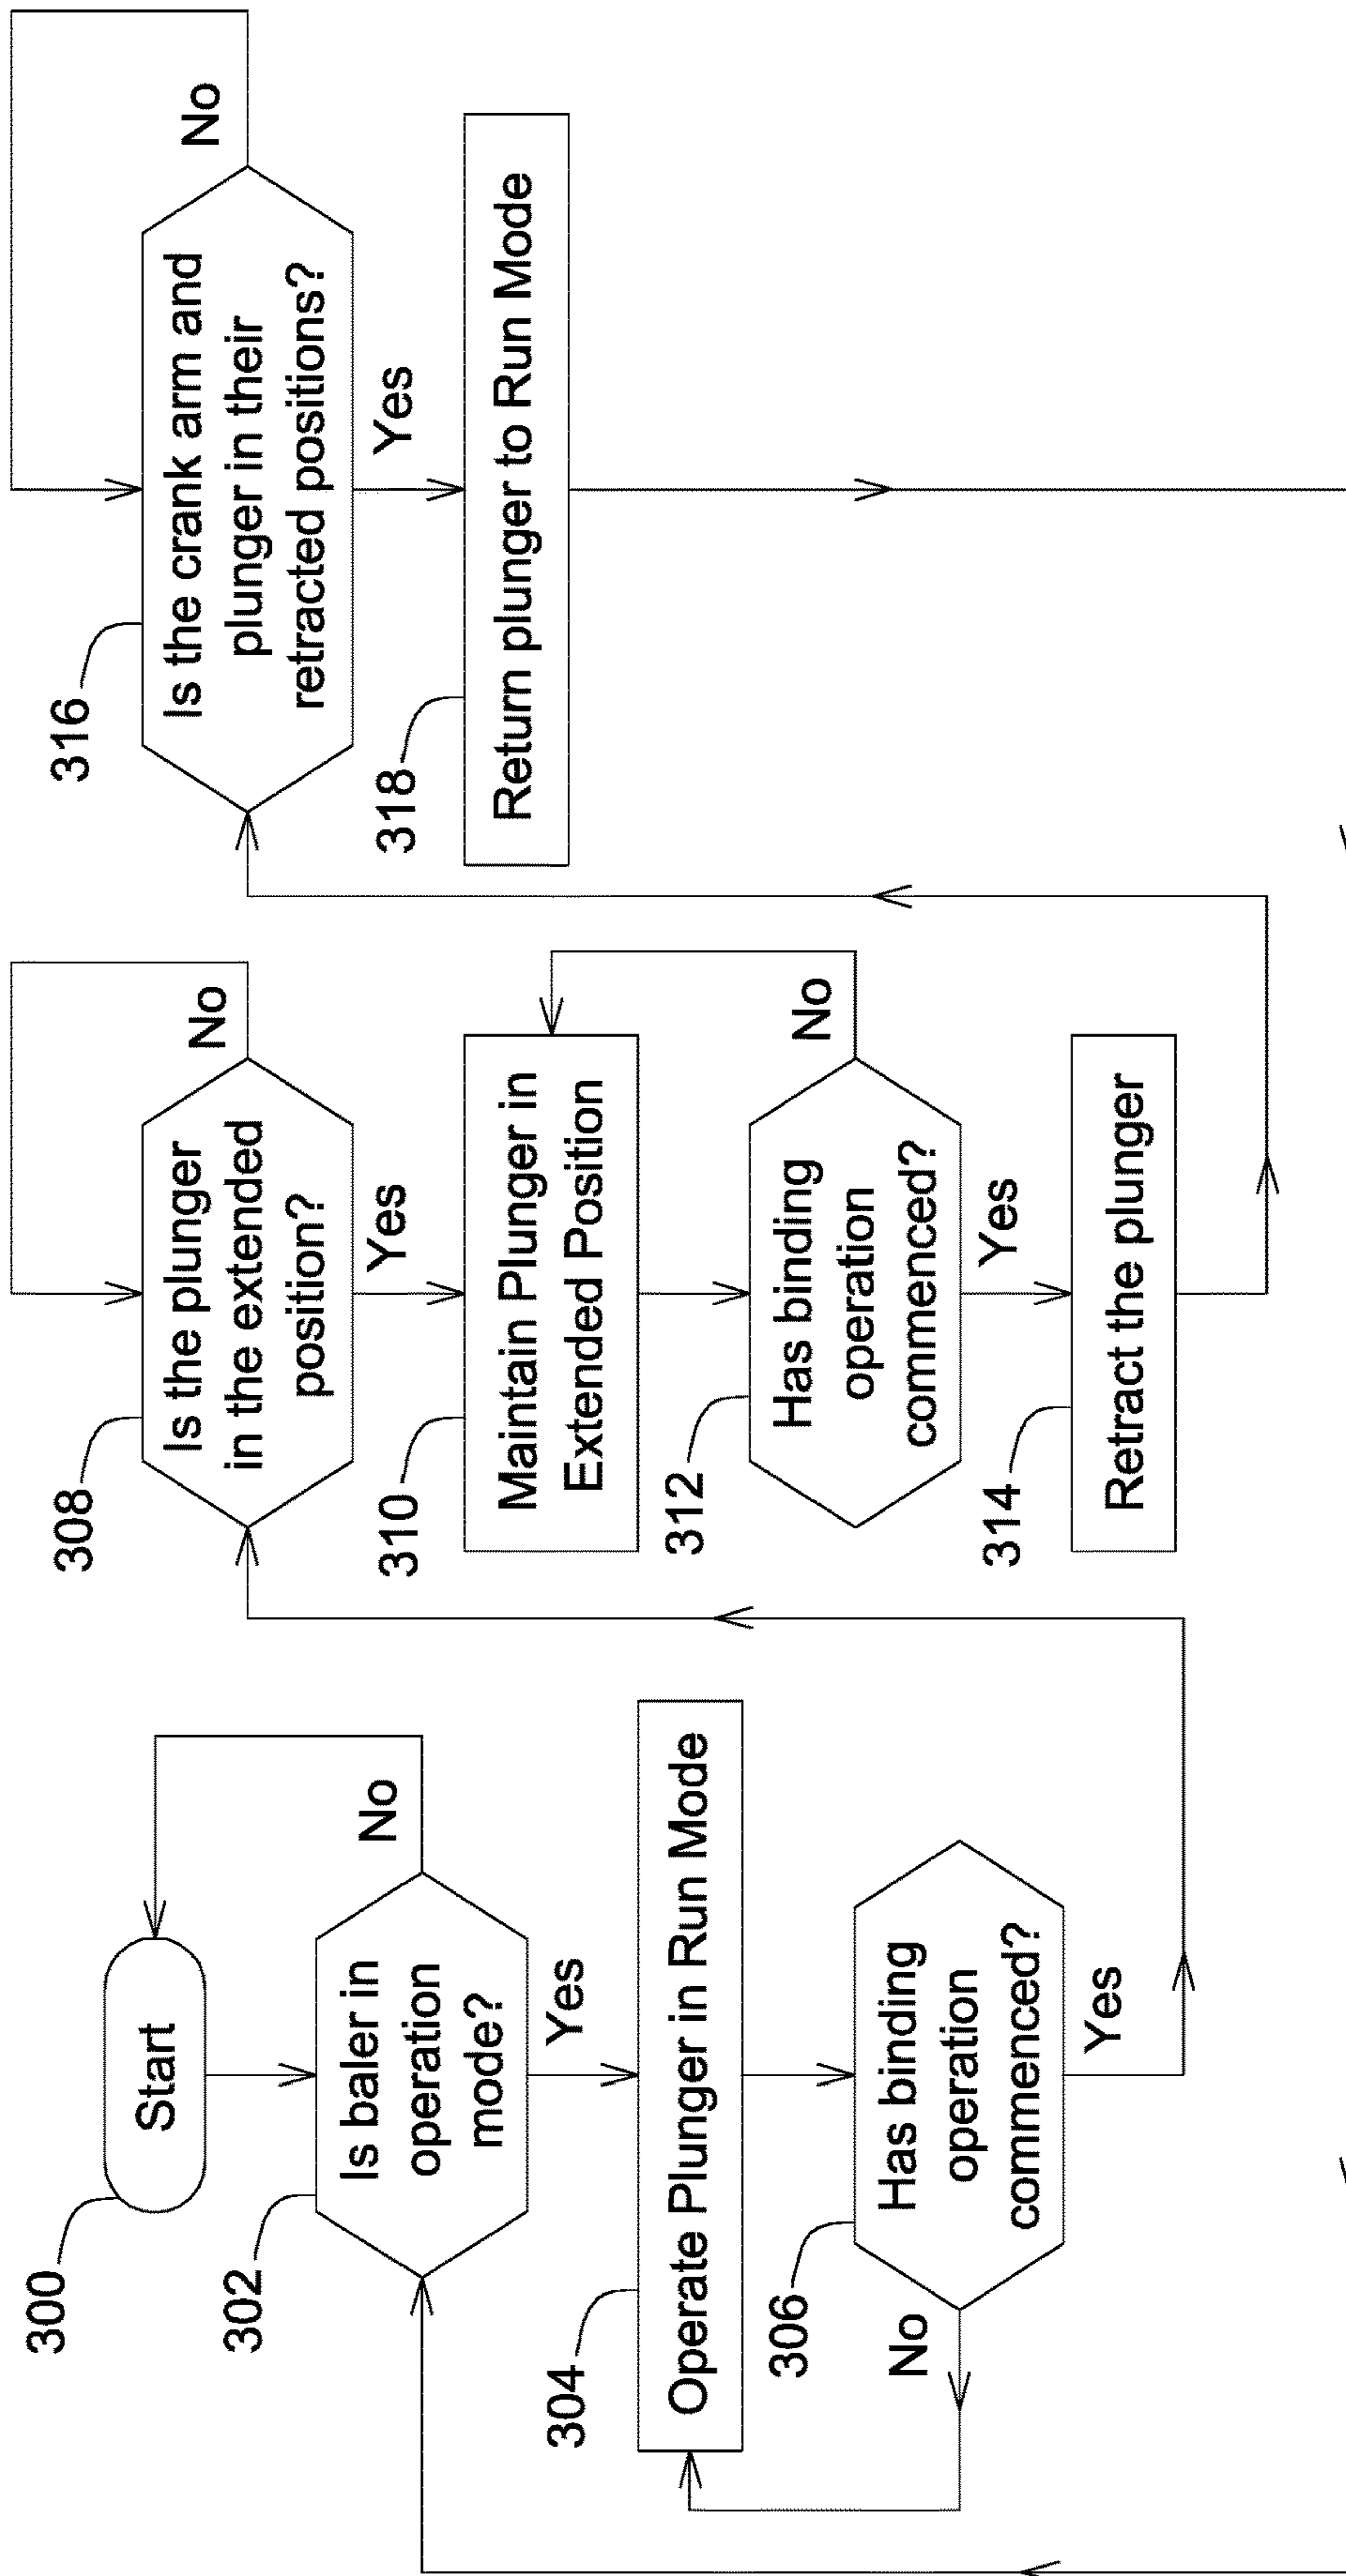 300
Start
302
Is baler in
operation
mode?
No
Yes
304
Operate Plunger in Run Mode
306
Has binding
operation
commenced?
No
Yes
308
Is the plunger
in the extended
position?
No
Yes
310
Maintain Plunger in
Extended Position
312
Has binding
operation
commenced?
No
Yes
314
Retract the plunger
316
Is the crank arm and
plunger in their
retracted positions?
No
Yes
318
Return plunger to Run Mode